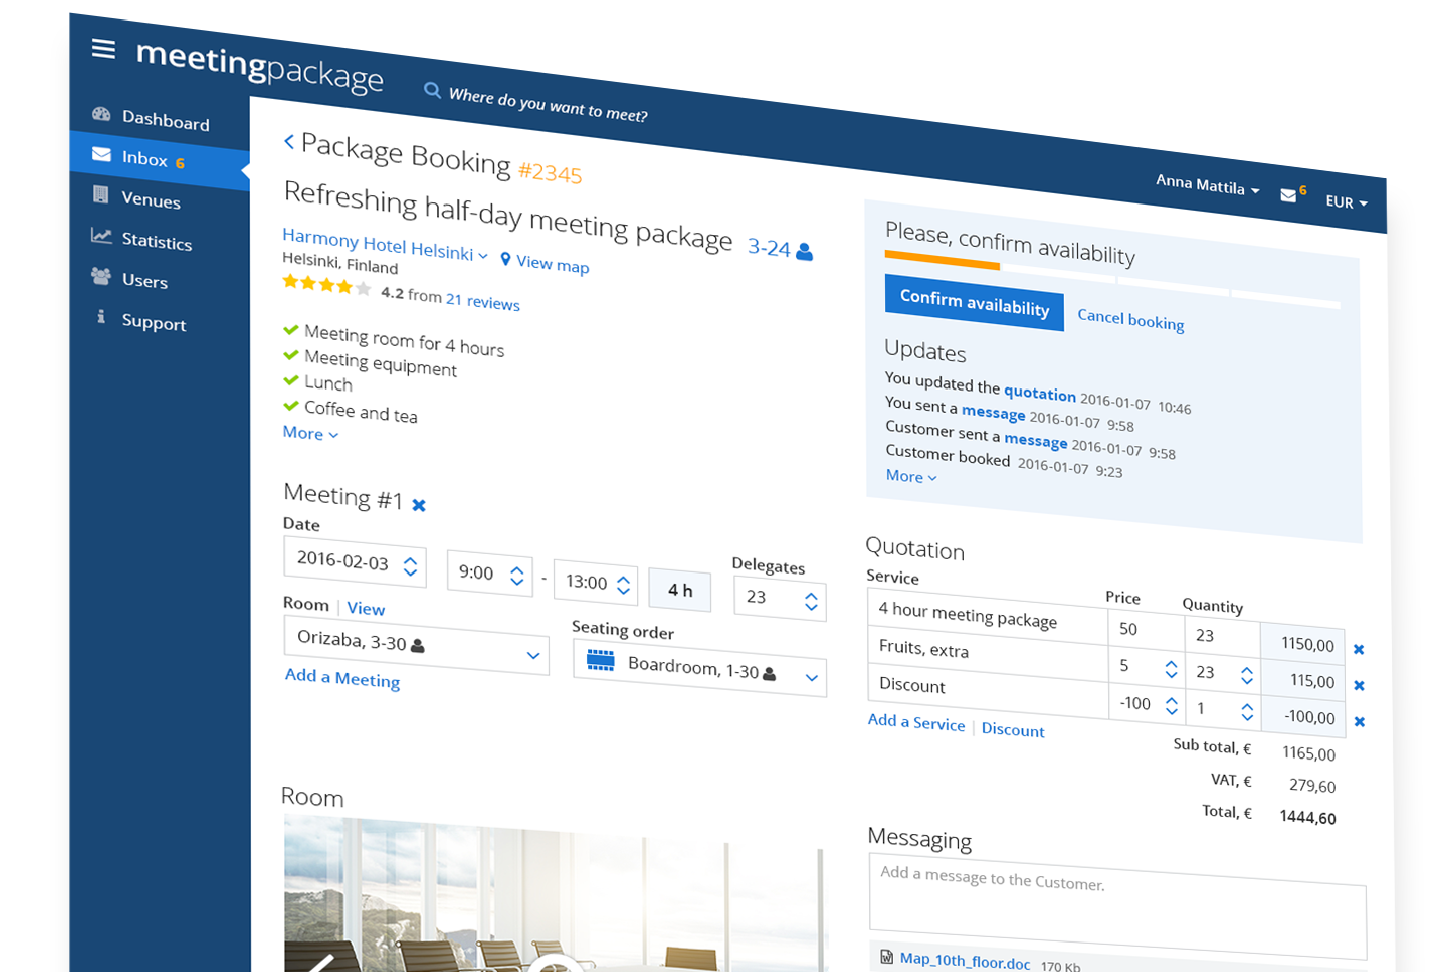 meetingpackage
Where do you want to meet?
Anna Mattila
6
EUR
Dashboard
Inbox 6
Venues
Statistics
Users
Support
Package Booking #2345
Refreshing half-day meeting package 3-24
Harmony Hotel Helsinki View map
Helsinki, Finland
4.2 from 21 reviews
Meeting room for 4 hours
Meeting equipment
Lunch
Coffee and tea
More
Meeting #1
Date
2016-02-03 9:00 - 13:00 4 h
Delegates
23
Room | View
Orizaba, 3-30
Seating order
Boardroom, 1-30
Add a Meeting
Room
Please, confirm availability
Confirm availability Cancel booking
Updates
You updated the quotation 2016-01-07 10:46
You sent a message 2016-01-07 9:58
Customer sent a message 2016-01-07 9:58
Customer booked 2016-01-07 9:23
More
Quotation
Service Price Quantity
4 hour meeting package 50 23 1150,00
Fruits, extra 5 23 115,00
Discount -100 1 -100,00
Add a Service | Discount
Sub total, € 1165,00
VAT, € 279,60
Total, € 1444,60
Messaging
Add a message to the Customer.
Map_10th_floor.doc 170 Kb